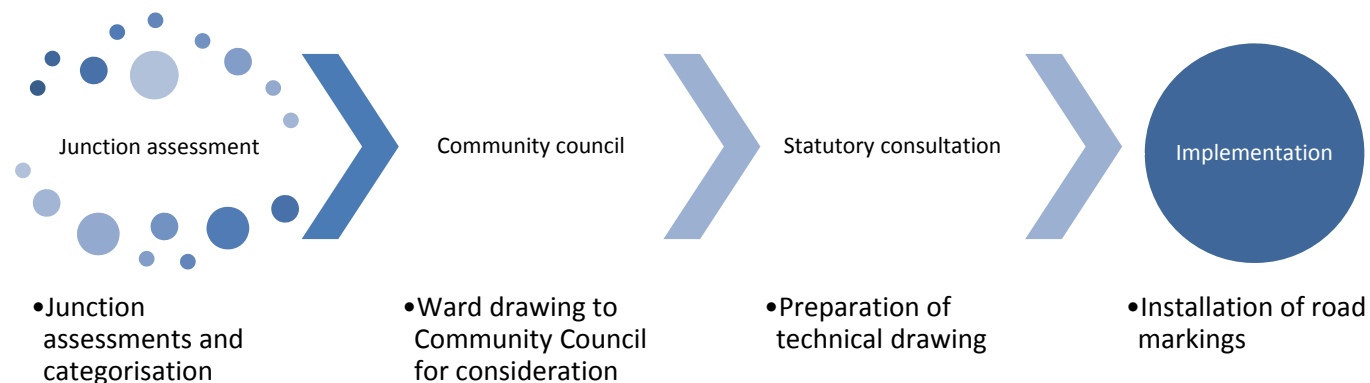 Junction assessment
Community council
Statutory consultation
Implementation
•Junction
assessments and
categorisation
•Ward drawing to
Community Council
for consideration
•Preparation of
technical drawing
•Installation of road
markings